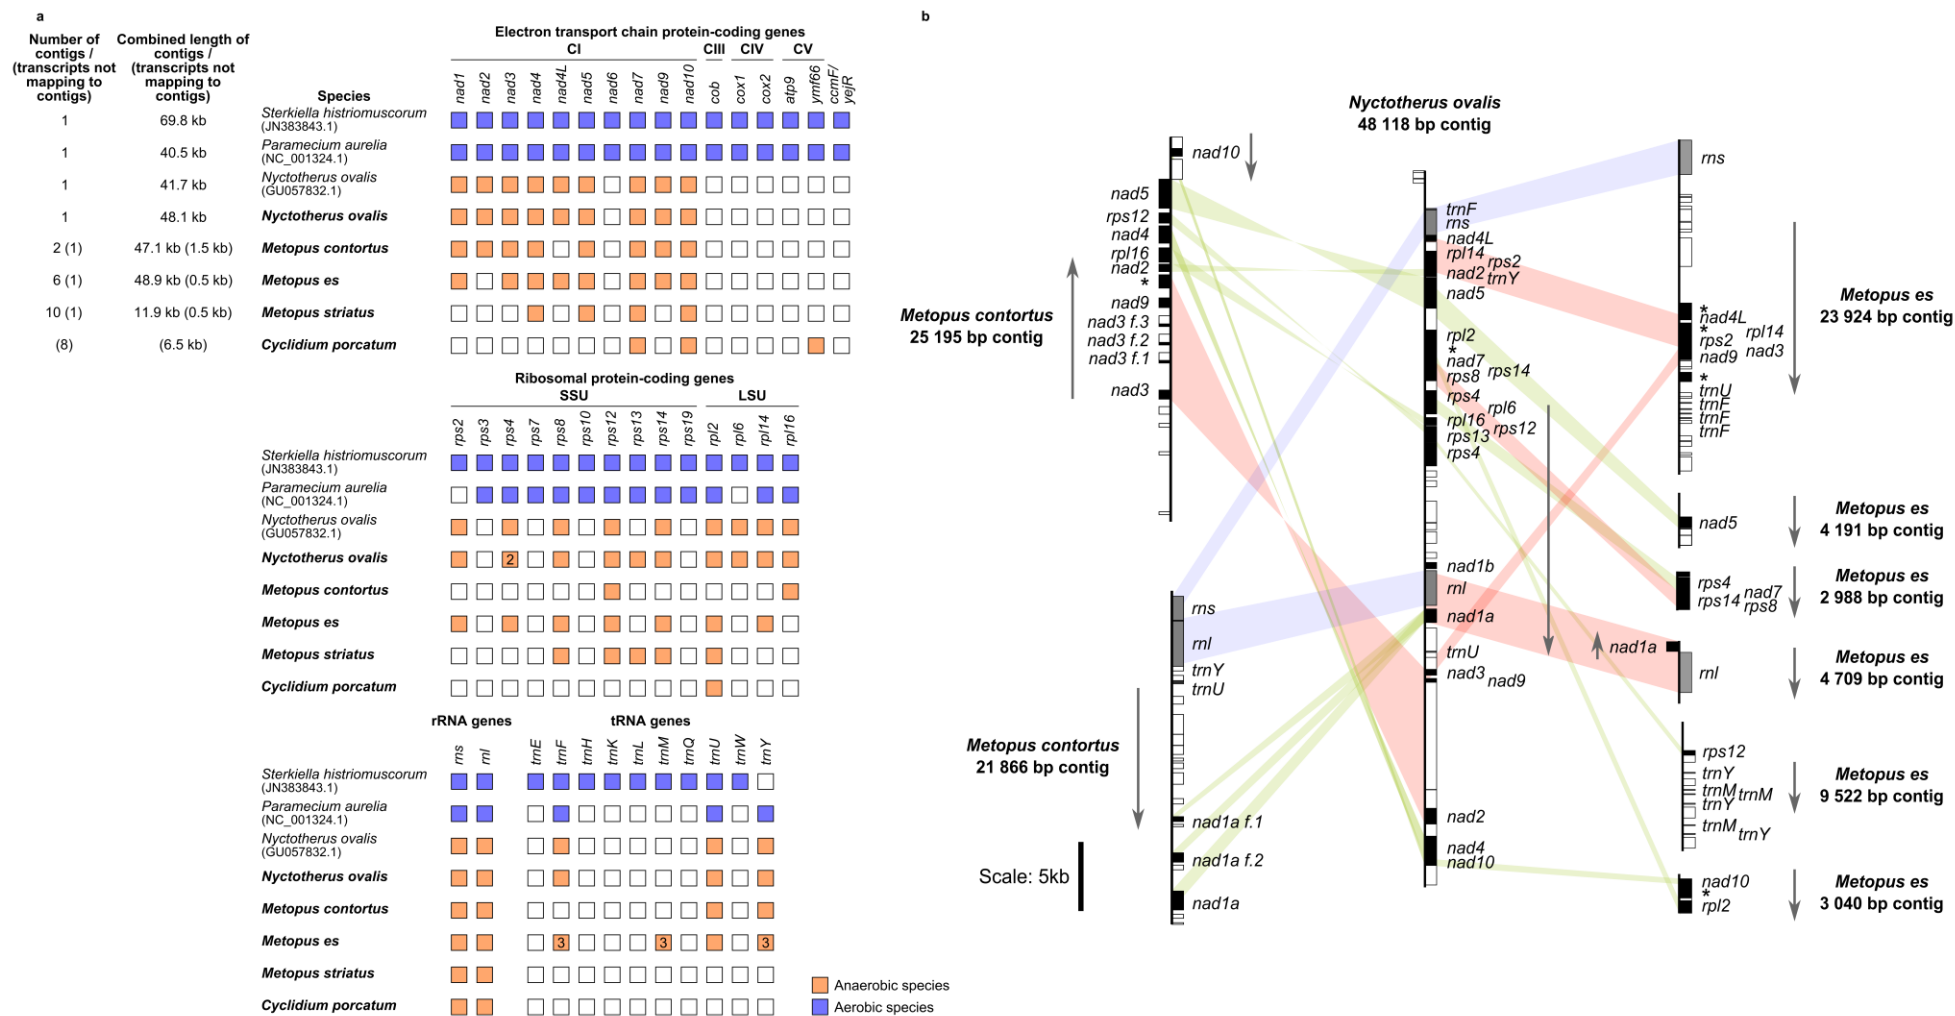 a
Number of
contigs /
(transcripts not
mapping to
contigs)
Combined length of
contigs /
(transcripts not
mapping to
contigs)
Species
Electron transport chain protein-coding genes
CI CIII CIV CV
nad1 nad2 nad3 nad4 nad4L nad5 nad6 nad7 nad9 nad10 cob cox1 cox2 atp9 ymf66 ccmF/ yejR
1 69.8 kb Sterkiella histriomuscorum
(JN383843.1)
1 40.5 kb Paramecium aurelia
(NC_001324.1)
1 41.7 kb Nyctotherus ovalis
(GU057832.1)
1 48.1 kb Nyctotherus ovalis
2 (1) 47.1 kb (1.5 kb) Metopus contortus
6 (1) 48.9 kb (0.5 kb) Metopus es
10 (1) 11.9 kb (0.5 kb) Metopus striatus
(8) (6.5 kb) Cyclidium porcatum
Ribosomal protein-coding genes
SSU LSU
rps2 rps3 rps4 rps7 rps8 rps10 rps12 rps13 rps14 rps19 rpl2 rpl6 rpl14 rpl16
Sterkiella histriomuscorum
(JN383843.1)
Paramecium aurelia
(NC_001324.1)
Nyctotherus ovalis
(GU057832.1)
Nyctotherus ovalis 2
Metopus contortus
Metopus es
Metopus striatus
Cyclidium porcatum
rRNA genes tRNA genes
rns rnl trnE trnF trnH trnK trnL trnM trnQ trnU trnW trnY
Sterkiella histriomuscorum
(JN383843.1)
Paramecium aurelia
(NC_001324.1)
Nyctotherus ovalis
(GU057832.1)
Nyctotherus ovalis
Metopus contortus
Metopus es 3 3 3
Metopus striatus
Cyclidium porcatum
Anaerobic species
Aerobic species
b
Metopus contortus
25 195 bp contig
nad10
nad5
rps12
nad4
rpl16
nad2
*
nad9
nad3 f.3
nad3 f.2
nad3 f.1
nad3
Metopus contortus
21 866 bp contig
rns
rnl
trnY
trnU
nad1a f.1
nad1a f.2
nad1a
Scale: 5kb
Nyctotherus ovalis
48 118 bp contig
trnF
rns
nad4L
rpl14 rps2
nad2 trnY
nad5
rpl2
*
nad7
rps8 rps14
rps4
rpl6
rpl16
rps13 rps12
rps4
nad1b
rnl
nad1a
trnU
nad3 nad9
nad2
nad4
nad10
rns
*
nad4L
* rpl14
rps2
nad9 nad3
*
trnU
trnF
trnF
trnF
Metopus es
23 924 bp contig
nad5
Metopus es
4 191 bp contig
rps4
nad7
rps14 rps8
Metopus es
2 988 bp contig
nad1a
rnl
Metopus es
4 709 bp contig
rps12
trnY
trnM trnM
trnY
trnM
trnY
Metopus es
9 522 bp contig
nad10
*
rpl2
Metopus es
3 040 bp contig